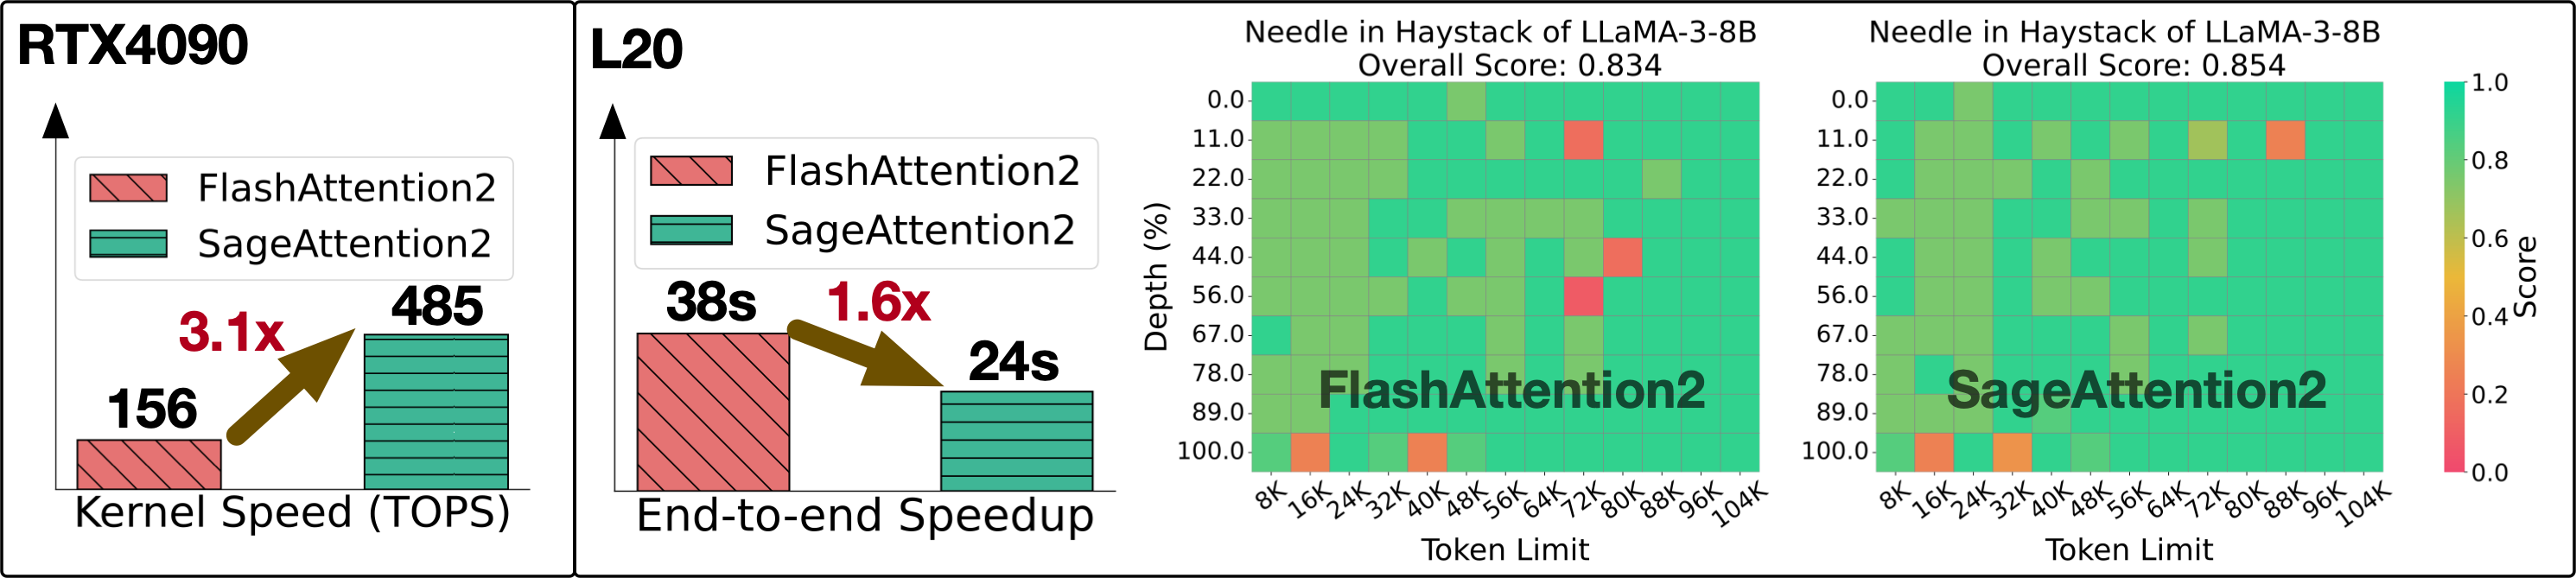 RTX4090
FlashAttention2
SageAttention2
3.1x
156
485
Kernel Speed (TOPS)
L20
FlashAttention2
SageAttention2
38s
1.6x
24s
End-to-end Speedup
Needle in Haystack of LLaMA-3-8B
Overall Score: 0.834
Depth (%)
0.0
11.0
22.0
33.0
44.0
56.0
67.0
78.0
89.0
100.0
FlashAttention2
8K 16K 24K 32K 40K 48K 56K 64K 72K 80K 88K 96K 104K
Token Limit
Needle in Haystack of LLaMA-3-8B
Overall Score: 0.854
0.0
11.0
22.0
33.0
44.0
56.0
67.0
78.0
89.0
100.0
SageAttention2
8K 16K 24K 32K 40K 48K 56K 64K 72K 80K 88K 96K 104K
Token Limit
1.0
0.8
0.6
0.4
0.2
0.0
Score